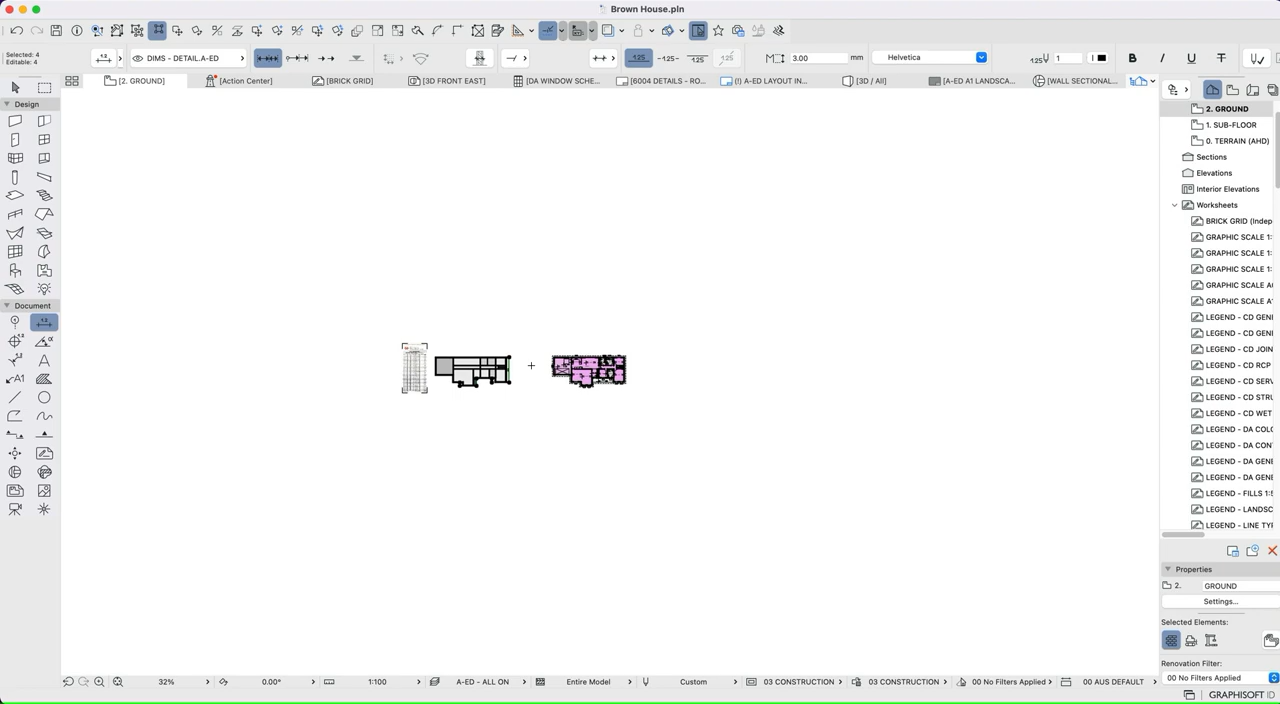 Brown House.pln
Selected: 4
Editable: 4
DIMS - DETAIL.A-ED
3.00 mm
Helvetica
1
[2. GROUND]
[Action Center]
[BRICK GRID]
[3D FRONT EAST]
[DA WINDOW SCHE...
[6004 DETAILS - RO...
(!) A-ED LAYOUT IN...
[3D / All]
[A-ED A1 LANDSCA...
[WALL SECTIONAL...
Design
Document
2. GROUND
1. SUB-FLOOR
0. TERRAIN (AHD)
Sections
Elevations
Interior Elevations
Worksheets
BRICK GRID (Indep
GRAPHIC SCALE 1:
GRAPHIC SCALE 1:
GRAPHIC SCALE 1:
GRAPHIC SCALE A
GRAPHIC SCALE A
LEGEND - CD GENI
LEGEND - CD GENI
LEGEND - CD JOIN
LEGEND - CD RCP
LEGEND - CD SERV
LEGEND - CD STRU
LEGEND - CD WET
LEGEND - DA COLO
LEGEND - DA CON
LEGEND - DA GENE
LEGEND - DA GENE
LEGEND - FILLS 1:5
LEGEND - LANDSC
LEGEND - LINE TYP
Properties
2. GROUND
Settings...
Selected Elements:
Renovation Filter:
00 No Filters Applied
32%
0.00°
1:100
A-ED - ALL ON
Entire Model
Custom
03 CONSTRUCTION ...
03 CONSTRUCTION ...
00 No Filters Applied
00 AUS DEFAULT
GRAPHISOFT ID